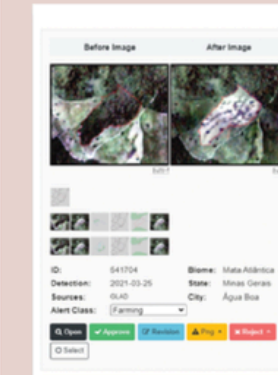 Before Image After Image
ID: 541704 Biome: Mata Atlântica
Detection: 2021-03-25 State: Minas Gerais
Sources: GLAD City: Água Boa
Alert Class: Farming
Open Approve Revision Png Reject
Select